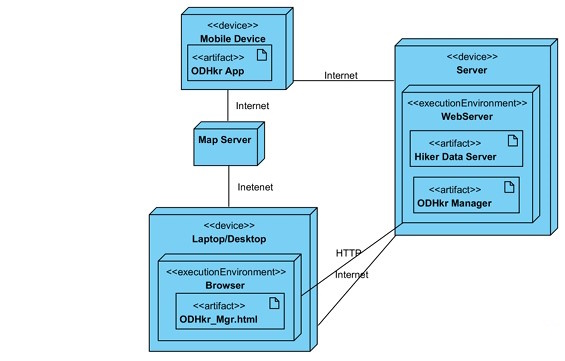 <<device>>
Mobile Device
<<artifact>>
ODHkr App
Internet
Internet
<<device>>
Server
<<executionEnvironment>>
WebServer
<<artifact>>
Hiker Data Server
<<artifact>>
ODHkr Manager
Map Server
Inetenet
<<device>>
Laptop/Desktop
<<executionEnvironment>>
Browser
<<artifact>>
ODHkr_Mgr.html
HTTP
Internet